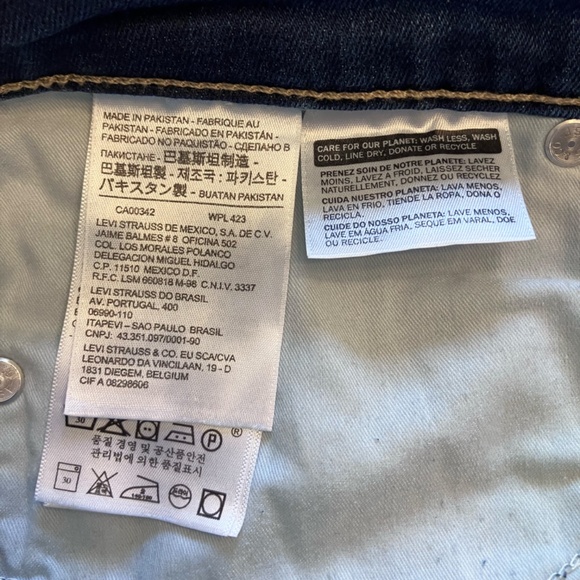 MADE IN PAKISTAN - FABRIQUE AU
PAKISTAN - FABRICADO EN PAKISTÁN -
FABRICADO NO PAQUISTÃO - СДЕЛАНО В
ПАКИСТАНЕ - 巴基斯坦制造 -
巴基斯坦製 - 제조국: 파키스탄 -
パキスタン製 - BUATAN PAKISTAN
CA00342 WPL 423
LEVI STRAUSS DE MEXICO, S.A. DE C.V.
JAIME BALMES # 8 OFICINA 502
COL. LOS MORALES POLANCO
DELEGACION MIGUEL HIDALGO
C.P. 11510 MEXICO D.F.
R.F.C. LSM 660818 M-98 C.N.I.V. 3337
LEVI STRAUSS DO BRASIL
AV. PORTUGAL, 400
06990-110
ITAPEVI – SAO PAULO BRASIL
CNPJ: 43.351.097/0001-90
LEVI STRAUSS & CO. EU SCA/CVA
LEONARDO DA VINCILAAN, 19 - D
1831 DIEGEM, BELGIUM
CIF A 08298606
30 P ®
품질 경영 및 공산품안전
관리법에 의한 품질표시
30
CARE FOR OUR PLANET: WASH LESS, WASH
COLD, LINE DRY, DONATE OR RECYCLE
PRENEZ SOIN DE NOTRE PLANETE: LAVEZ
MOINS, LAVEZ A FROID, LAISSEZ SECHER
NATURELLEMENT, DONNEZ OU RECYCLEZ.
CUIDA NUESTRO PLANETA: LAVA MENOS,
LAVA EN FRIO, TIENDE LA ROPA, DONA O
RECICLA.
CUIDE DO NOSSO PLANETA: LAVE MENOS,
LAVE EM ÁGUA FRIA, SEQUE EM VARAL, DOE
OU RECICLE.